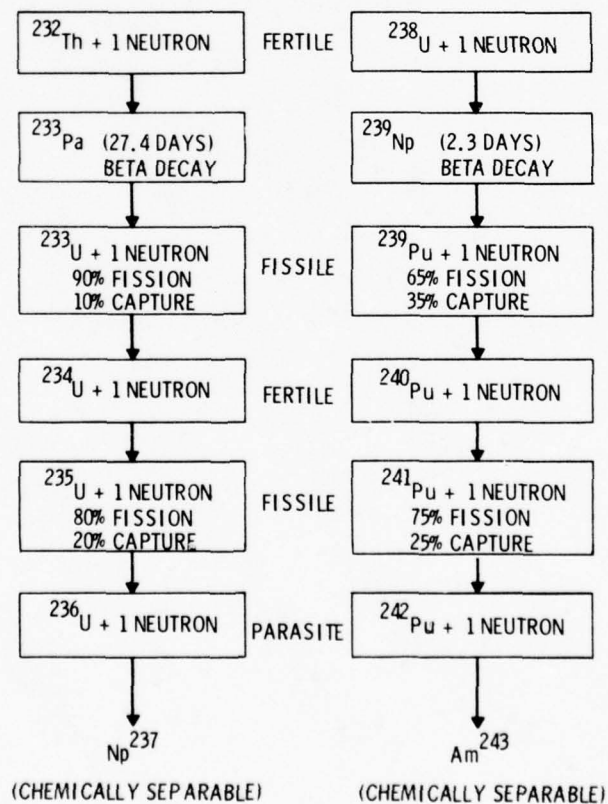 ²³²Th + 1 NEUTRON
FERTILE
²³⁸U + 1 NEUTRON
²³³Pa (27.4 DAYS)
BETA DECAY
²³⁹Np (2.3 DAYS)
BETA DECAY
²³³U + 1 NEUTRON
90% FISSION
10% CAPTURE
FISSILE
²³⁹Pu + 1 NEUTRON
65% FISSION
35% CAPTURE
²³⁴U + 1 NEUTRON
FERTILE
²⁴⁰Pu + 1 NEUTRON
²³⁵U + 1 NEUTRON
80% FISSION
20% CAPTURE
FISSILE
²⁴¹Pu + 1 NEUTRON
75% FISSION
25% CAPTURE
²³⁶U + 1 NEUTRON
PARASITE
²⁴²Pu + 1 NEUTRON
Np²³⁷
(CHEMICALLY SEPARABLE)
Am²⁴³
(CHEMICALLY SEPARABLE)